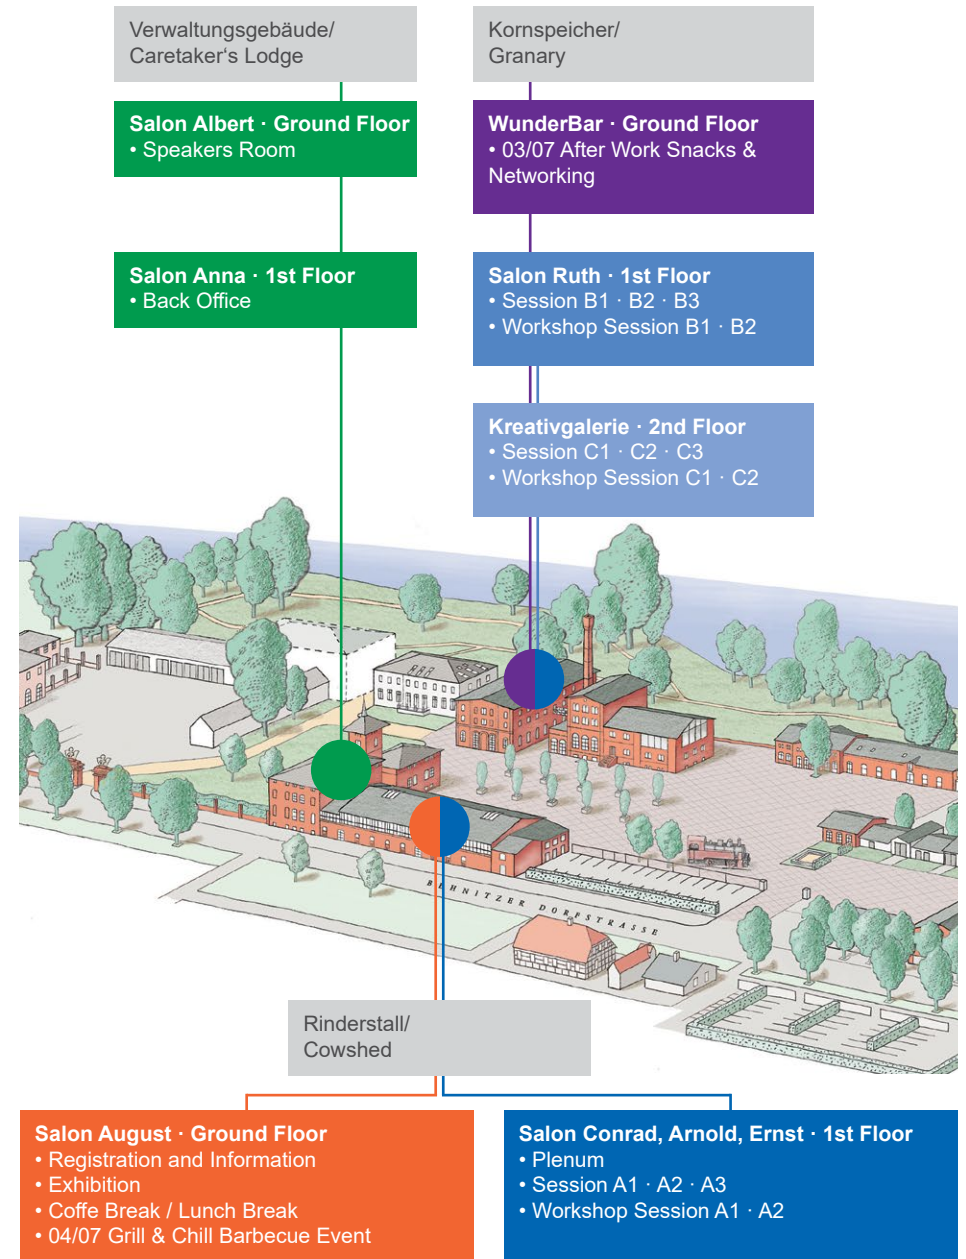 Verwaltungsgebäude/
Caretaker‘s Lodge
Salon Albert · Ground Floor
• Speakers Room
Salon Anna · 1st Floor
• Back Office
Kornspeicher/
Granary
WunderBar · Ground Floor
• 03/07 After Work Snacks &
Networking
Salon Ruth · 1st Floor
• Session B1 · B2 · B3
• Workshop Session B1 · B2
Kreativgalerie · 2nd Floor
• Session C1 · C2 · C3
• Workshop Session C1 · C2
BEHNITZER DORFSTRASSE
Rinderstall/
Cowshed
Salon August · Ground Floor
• Registration and Information
• Exhibition
• Coffe Break / Lunch Break
• 04/07 Grill & Chill Barbecue Event
Salon Conrad, Arnold, Ernst · 1st Floor
• Plenum
• Session A1 · A2 · A3
• Workshop Session A1 · A2